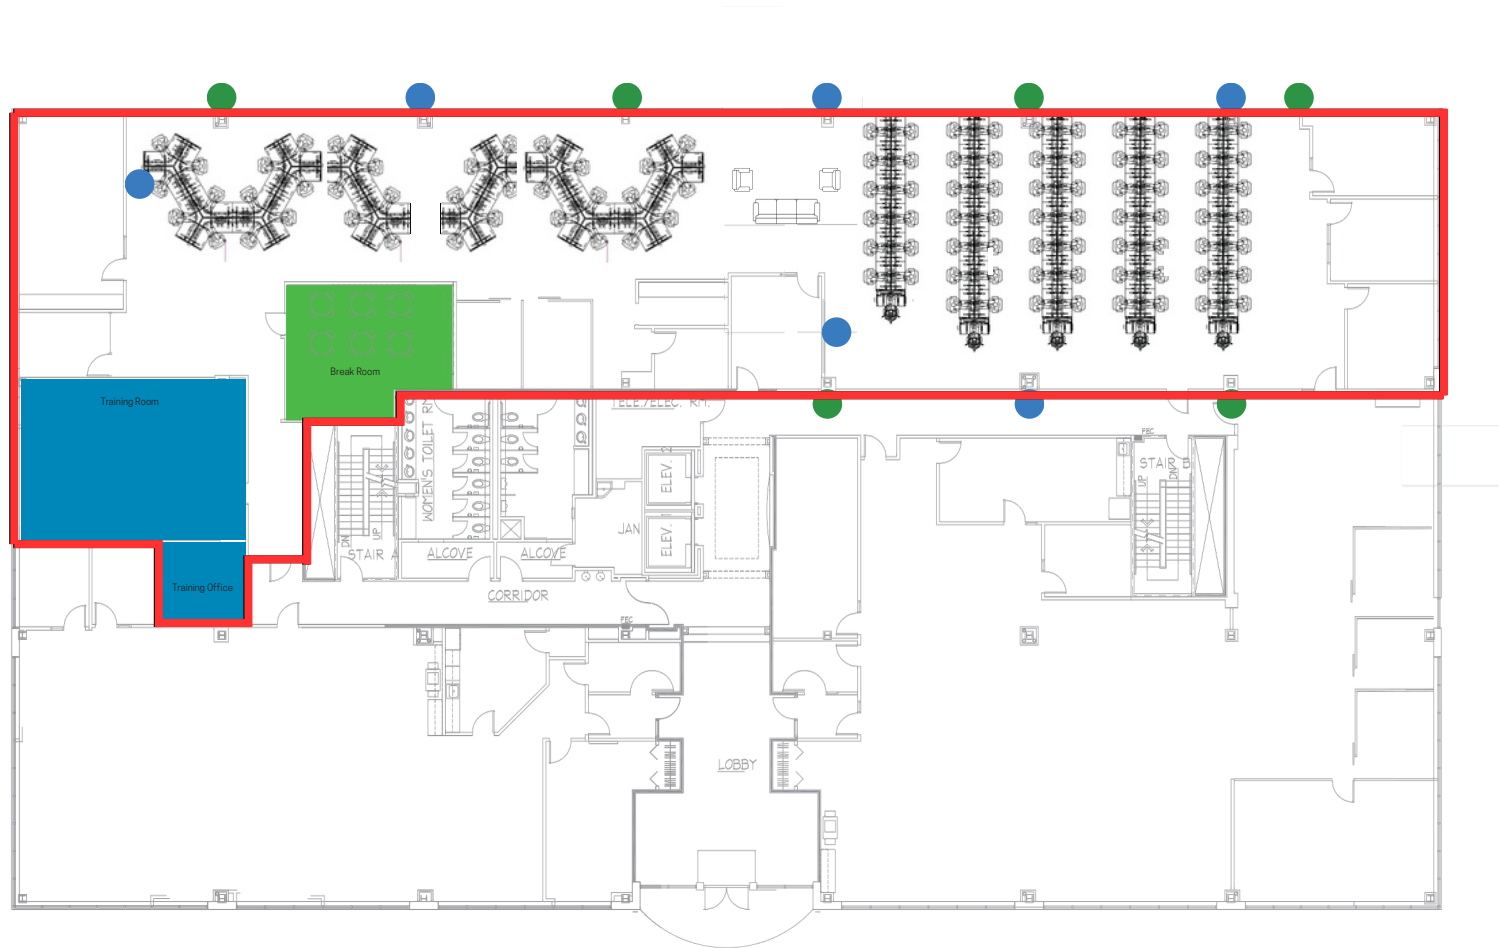 Break Room
Training Room
TELE./ELEC. RM.
WOMEN'S TOILET RM
ELEV. 2
FEC
STAIR B
UP
DN
JAN
ELEV.
UP
DN
STAIR A
ALCOVE
ALCOVE
Training Office
CORRIDOR
FEC
LOBBY